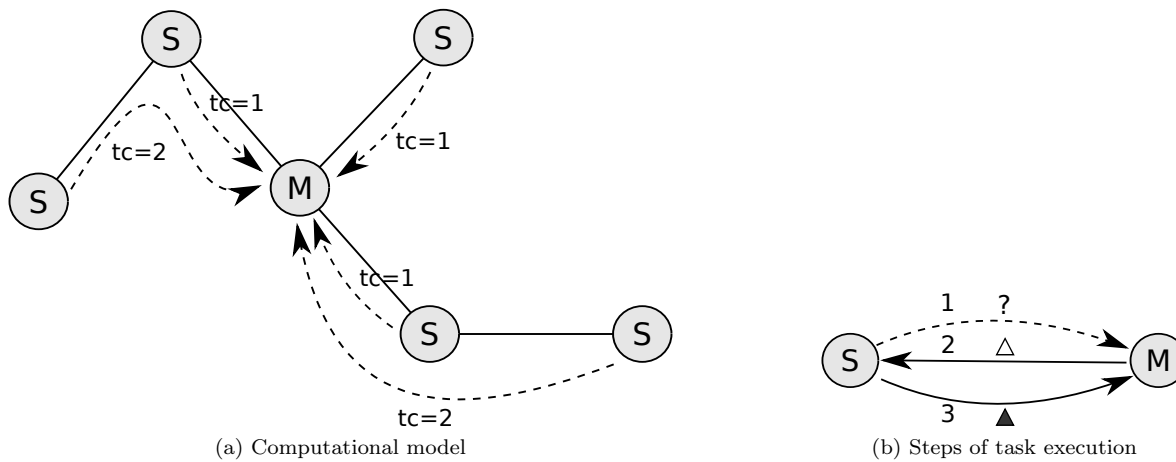 S
S
tc=1
tc=1
tc=2
S
M
tc=1
S
S
tc=2
(a) Computational model
1
?
2
△
S
M
3
▲
(b) Steps of task execution